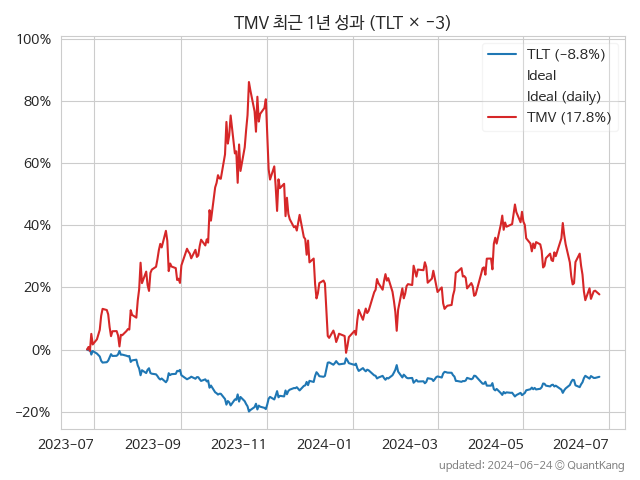 TMV 최근 1년 성과 (TLT × −3)
100%
80%
60%
40%
20%
0%
−20%
TLT (−8.8%)
Ideal
Ideal (daily)
TMV (17.8%)
2023−07 2023−09 2023−11 2024−01 2024−03 2024−05 2024−07
updated: 2024-06-24 © QuantKang